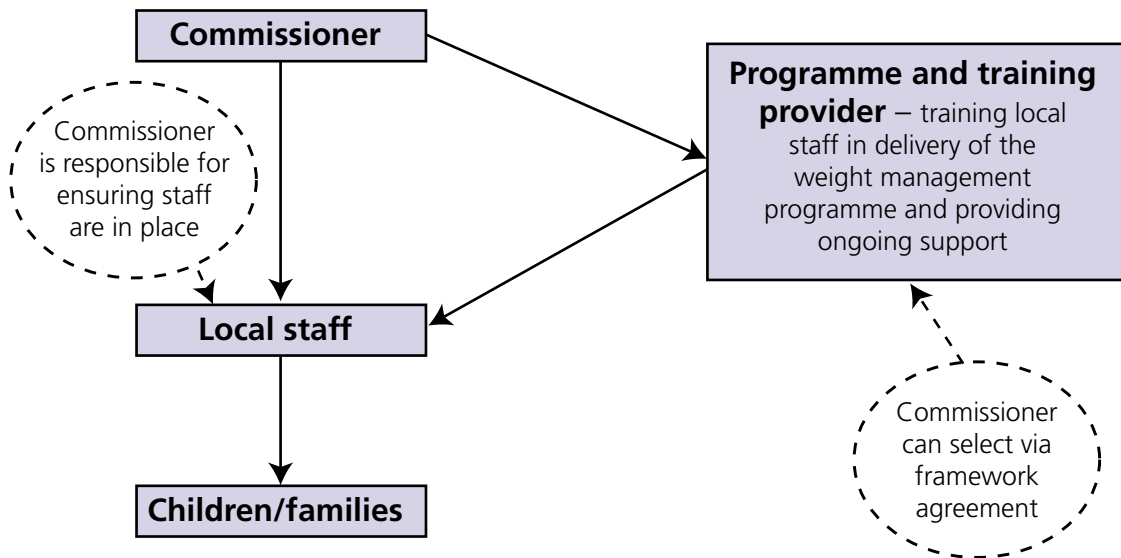 Commissioner
Programme and training
provider – training local
staff in delivery of the
weight management
programme and providing
ongoing support
Commissioner
is responsible for
ensuring staff
are in place
Local staff
Commissioner
can select via
framework
agreement
Children/families